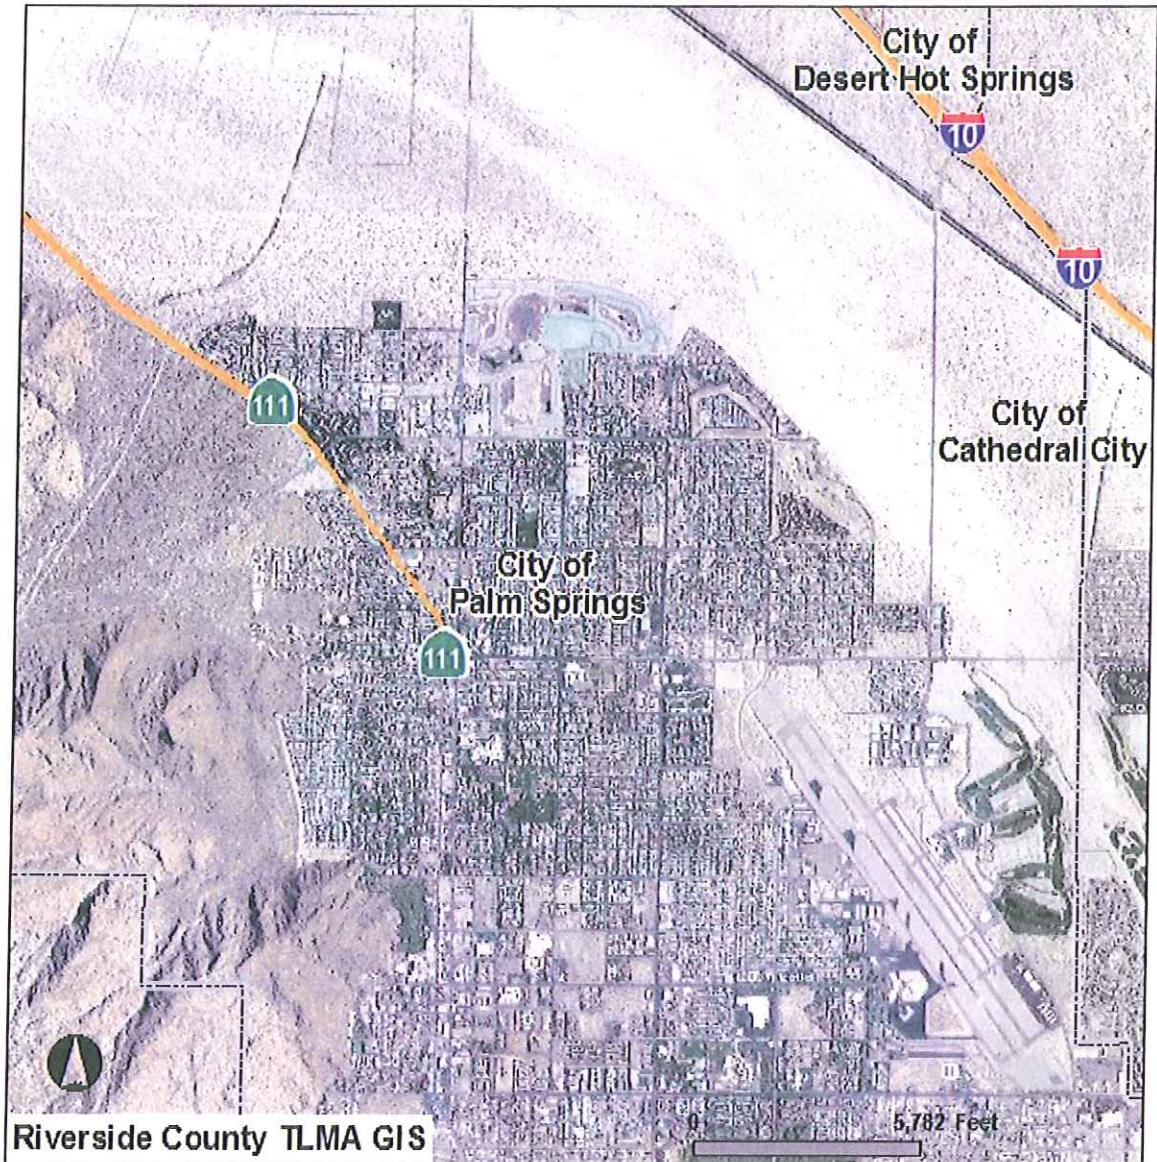 City of
Desert Hot Springs
10
10
111
City of
Cathedral City
City of
Palm Springs
111
Riverside County TLMA GIS
0 5,782 Feet